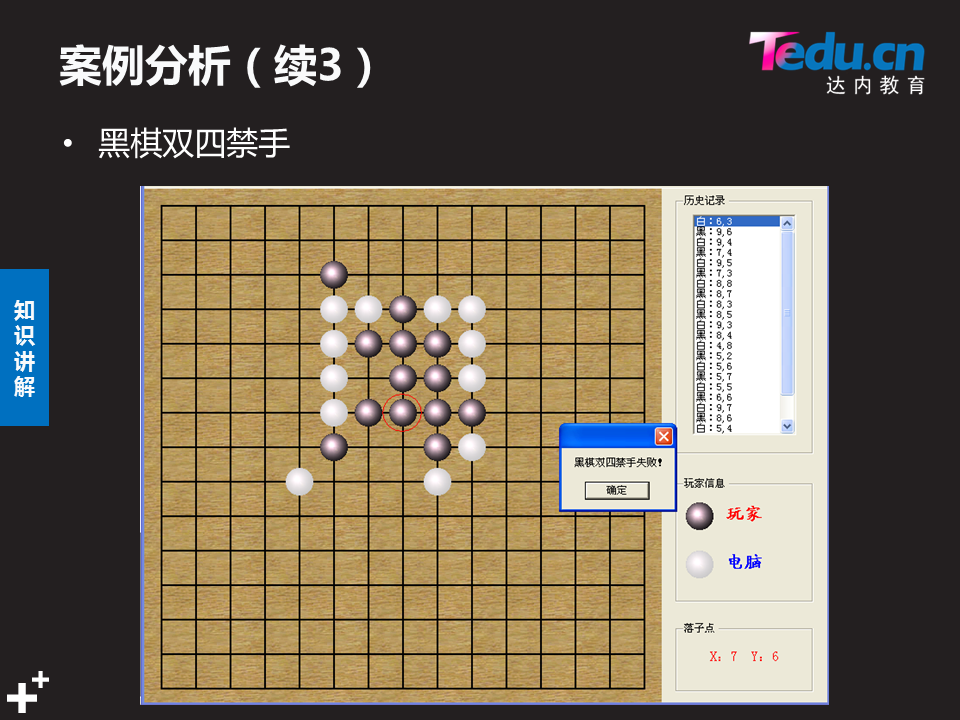 案例分析（续3）
Tedu.cn
达内教育
• 黑棋双四禁手
知识讲解
历史记录
白：6,3
黑：9,6
白：9,4
黑：7,4
白：9,5
黑：7,3
白：8,8
黑：8,7
白：8,3
黑：8,5
白：9,3
黑：8,4
白：4,8
黑：5,2
白：5,6
黑：5,7
白：5,5
黑：6,6
白：9,7
黑：8,6
白：5,4
黑棋双四禁手失败！
确定
玩家信息
玩家
电脑
落子点
X：7 Y：6